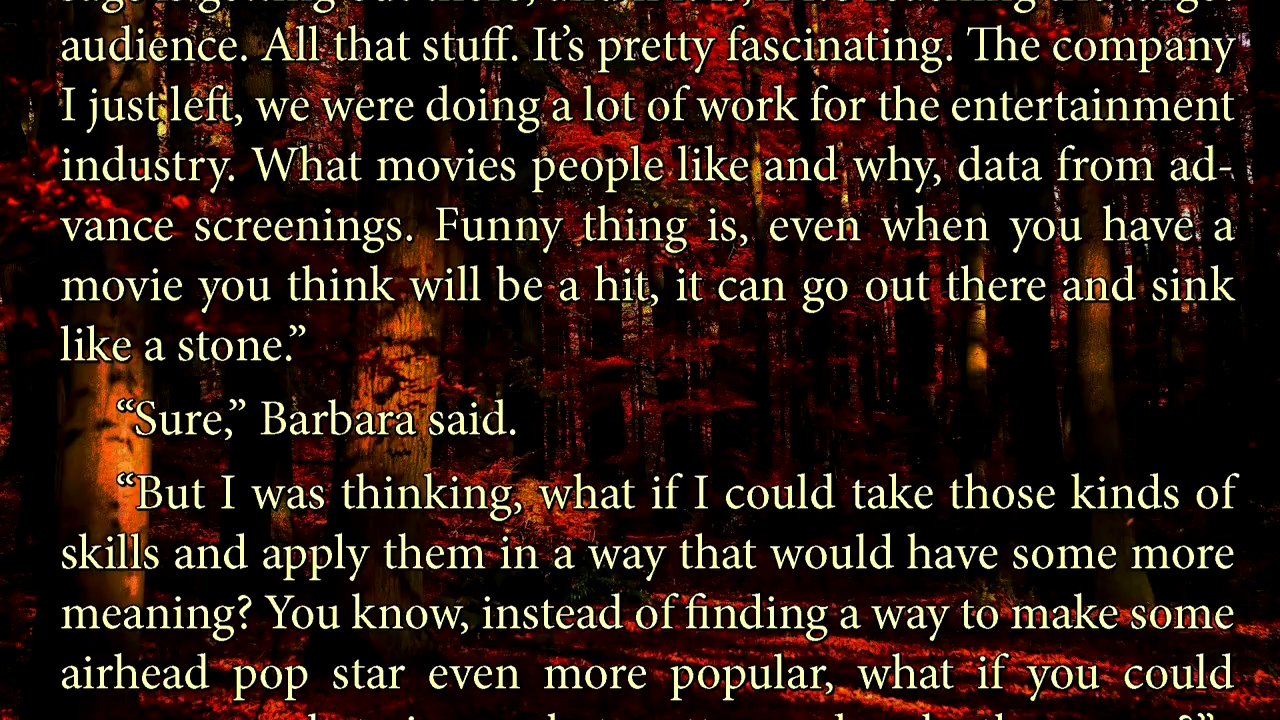 audience. All that stuff. It’s pretty fascinating. The company
I just left, we were doing a lot of work for the entertainment
industry. What movies people like and why, data from ad-
vance screenings. Funny thing is, even when you have a
movie you think will be a hit, it can go out there and sink
like a stone.”
“Sure,” Barbara said.
“But I was thinking, what if I could take those kinds of
skills and apply them in a way that would have some more
meaning? You know, instead of finding a way to make some
airhead pop star even more popular, what if you could